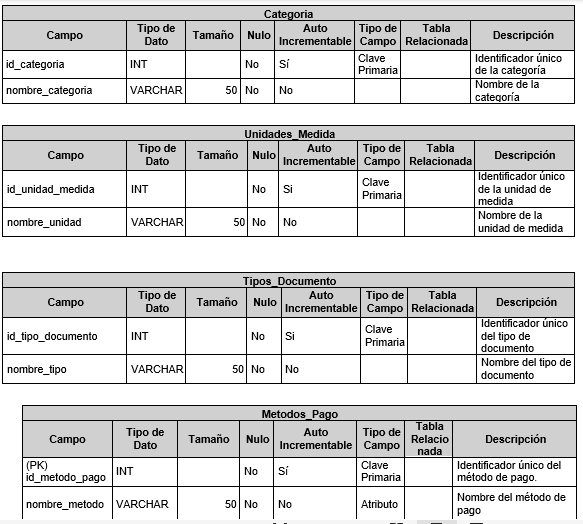 Categoria
Campo Tipo de Dato Tamaño Nulo Auto Incrementable Tipo de Campo Tabla Relacionada Descripción
id_categoria INT No Sí Clave Primaria Identificador único de la categoría
nombre_categoria VARCHAR 50 No No Nombre de la categoría
Unidades_Medida
Campo Tipo de Dato Tamaño Nulo Auto Incrementable Tipo de Campo Tabla Relacionada Descripción
id_unidad_medida INT No Si Clave Primaria Identificador único de la unidad de medida
nombre_unidad VARCHAR 50 No No Nombre de la unidad de medida
Tipos_Documento
Campo Tipo de Dato Tamaño Nulo Auto Incrementable Tipo de Campo Tabla Relacionada Descripción
id_tipo_documento INT No Si Clave Primaria Identificador único del tipo de documento
nombre_tipo VARCHAR 50 No No Nombre del tipo de documento
Metodos_Pago
Campo Tipo de Dato Tamaño Nulo Auto Incrementable Tipo de Campo Tabla Relacio nada Descripción
(PK) id_metodo_pago INT No Sí Clave Primaria Identificador único del método de pago.
nombre_metodo VARCHAR 50 No No Atributo Nombre del método de pago